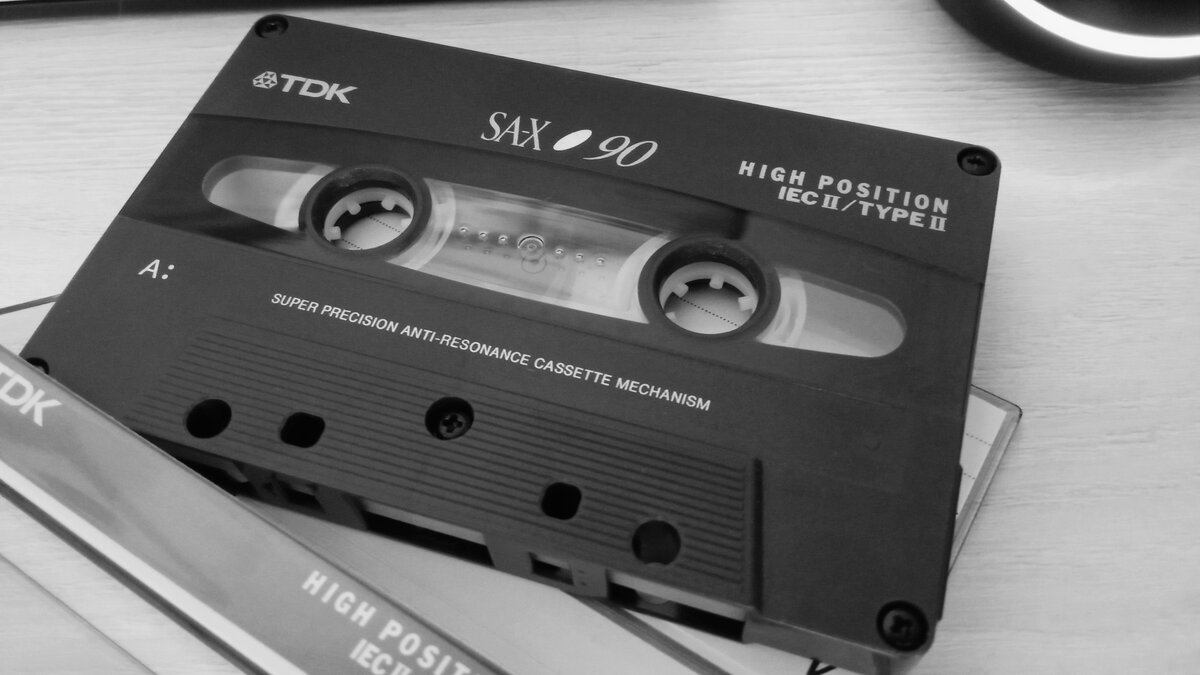 TDK
SA-X 90
HIGH POSITION
IEC II / TYPE II
A:
SUPER PRECISION ANTI-RESONANCE CASSETTE MECHANISM
TDK
HIGH POSIT
IEC II